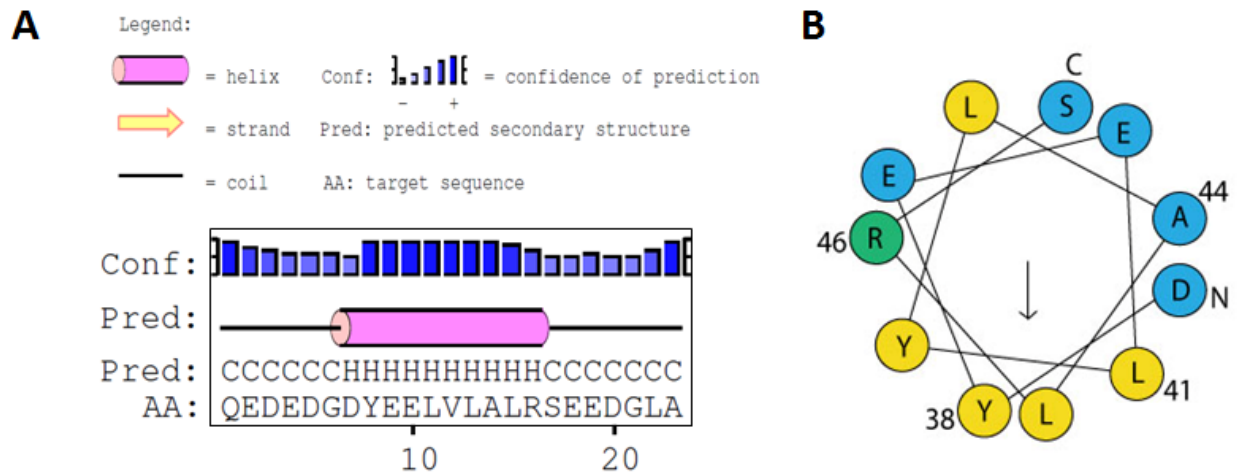 A
Legend:
= helix Conf: = confidence of prediction
- +
= strand Pred: predicted secondary structure
= coil AA: target sequence
Conf:
Pred:
Pred: CCCCCCHHHHHHHHHHCCCCCCC
AA: QEDEDGDYEELVLALRSEEDGLA
10 20
B
C
L S E
E
A 44
46 R
D N
Y
L 41
38 Y L